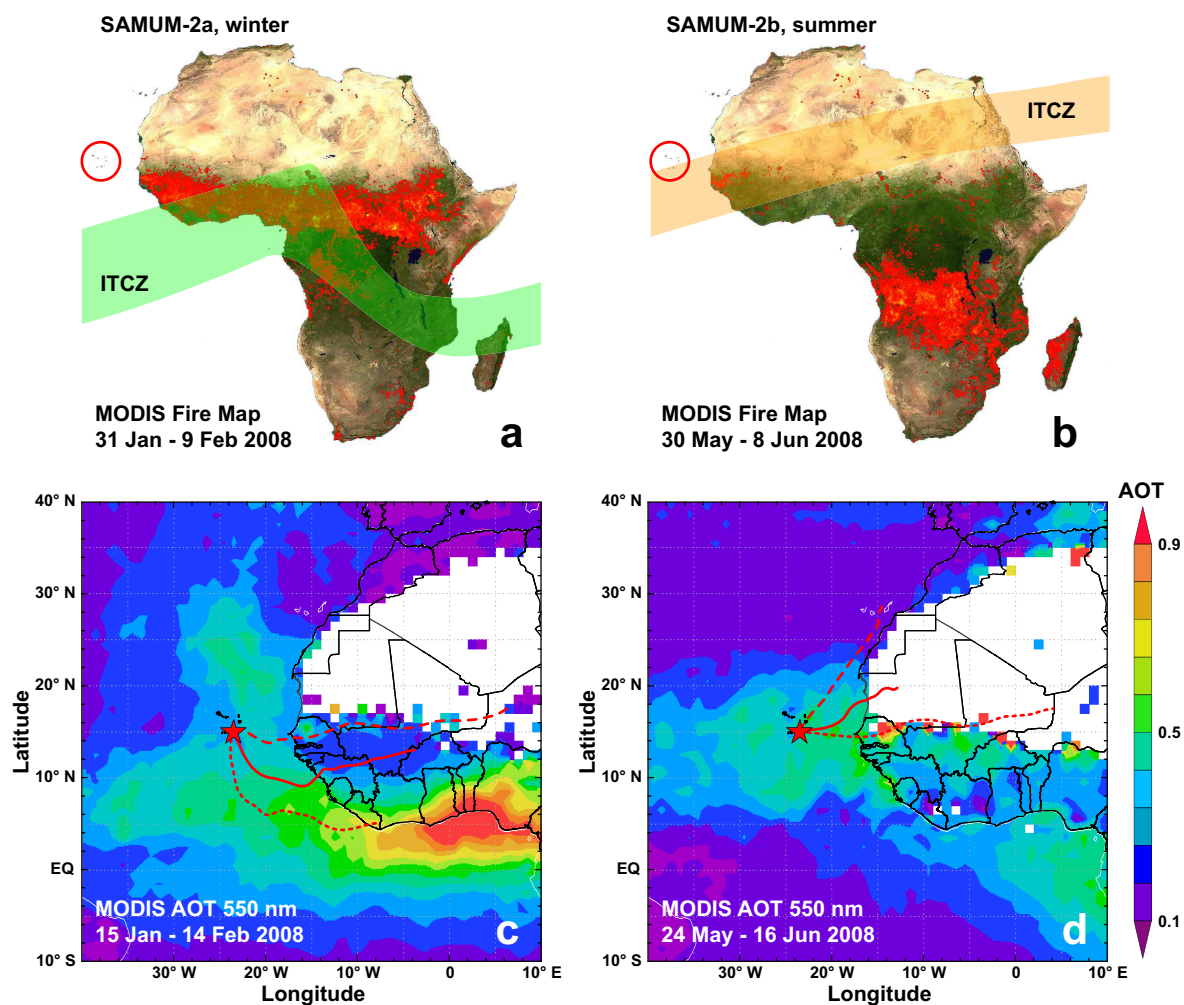 SAMUM-2a, winter
SAMUM-2b, summer
ITCZ
ITCZ
MODIS Fire Map
31 Jan - 9 Feb 2008
a
MODIS Fire Map
30 May - 8 Jun 2008
b
40° N
30° N
20° N
10° N
EQ
10° S
Latitude
MODIS AOT 550 nm
15 Jan - 14 Feb 2008
c
30° W
20° W
10° W
0
10° E
Longitude
40° N
30° N
20° N
10° N
EQ
10° S
Latitude
MODIS AOT 550 nm
24 May - 16 Jun 2008
d
30° W
20° W
10° W
0
10° E
Longitude
AOT
0.9
0.5
0.1